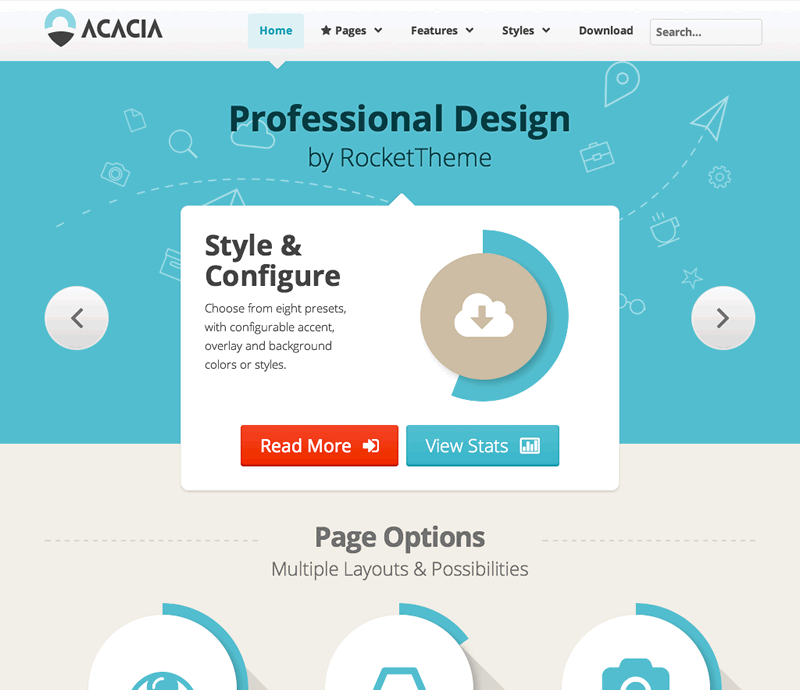 ACACIA
Home Pages Features Styles Download Search...
Professional Design
by RocketTheme
Style &
Configure
Choose from eight presets,
with configurable accent,
overlay and background
colors or styles.
Read More View Stats
Page Options
Multiple Layouts & Possibilities